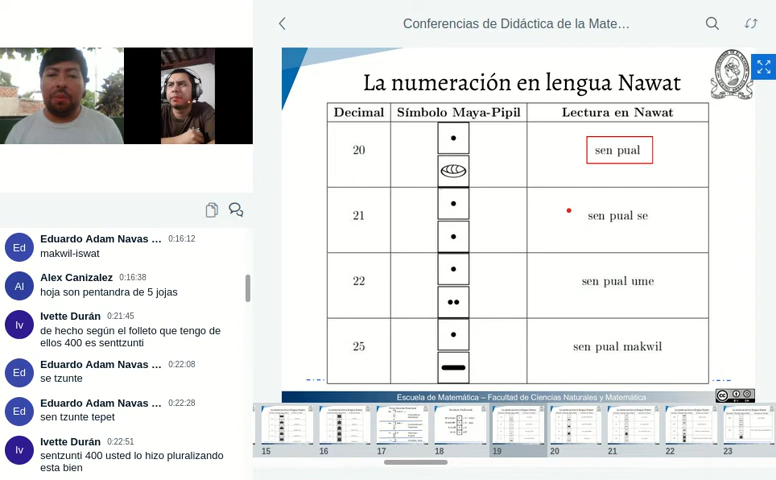 Conferencias de Didáctica de la Mate…
La numeración en lengua Nawat
Decimal Símbolo Maya-Pipil Lectura en Nawat
20 sen pual
21 sen pual se
22 sen pual ume
25 sen pual makwil
Escuela de Matemática – Facultad de Ciencias Naturales y Matemática
15 16 17 18 19 20 21 22 23
Ed Eduardo Adam Navas … 0:16:12
makwil-iswat
Al Alex Canizalez 0:16:38
hoja son pentandra de 5 jojas
Iv Ivette Durán 0:21:45
de hecho según el folleto que tengo de
ellos 400 es senttzunti
Ed Eduardo Adam Navas … 0:22:08
se tzunte
Ed Eduardo Adam Navas … 0:22:28
sen tzunte tepet
Iv Ivette Durán 0:22:51
sentzunti 400 usted lo hizo pluralizando
esta bien